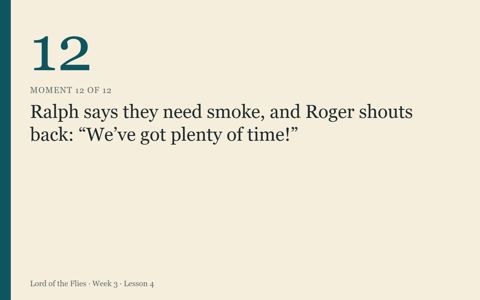 12
MOMENT 12 OF 12
Ralph says they need smoke, and Roger shouts
back: “We’ve got plenty of time!”
Lord of the Flies · Week 3 · Lesson 4